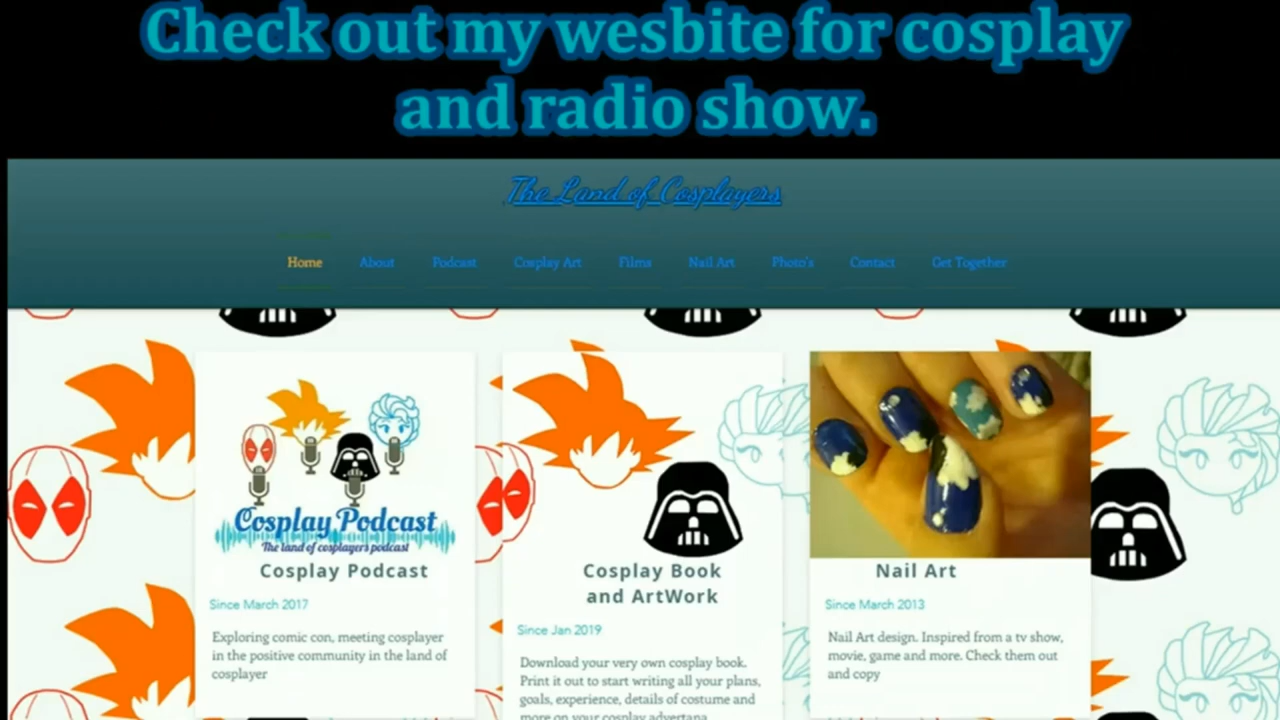 Check out my wesbite for cosplay
and radio show.
The Land of Cosplayers
Home About Podcast Cosplay Art Films Nail Art Photo's Contact Get Together
Cosplay Podcast
The land of cosplayers podcast
Cosplay Podcast
Since March 2017
Exploring comic con, meeting cosplayer
in the positive community in the land of
cosplayer
Cosplay Book
and ArtWork
Since Jan 2019
Download your very own cosplay book.
Print it out to start writing all your plans,
goals, experience, details of costume and
more on your cosplay advertana
Nail Art
Since March 2013
Nail Art design. Inspired from a tv show,
movie, game and more. Check them out
and copy